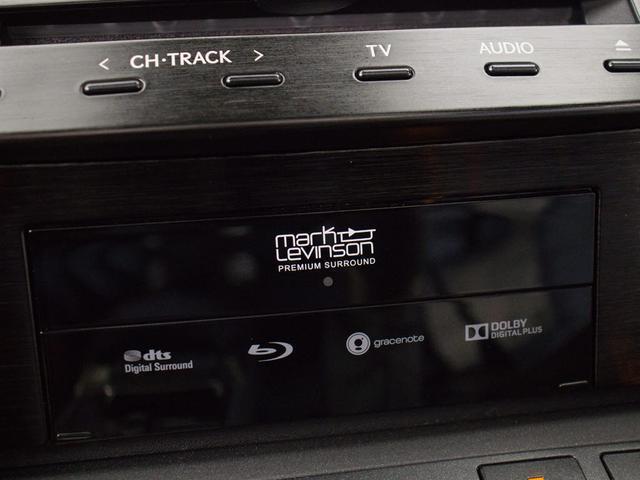 < CH·TRACK >
TV
AUDIO
mark
Levinson
PREMIUM SURROUND
dts
Digital Surround
gracenote
DOLBY
DIGITAL PLUS